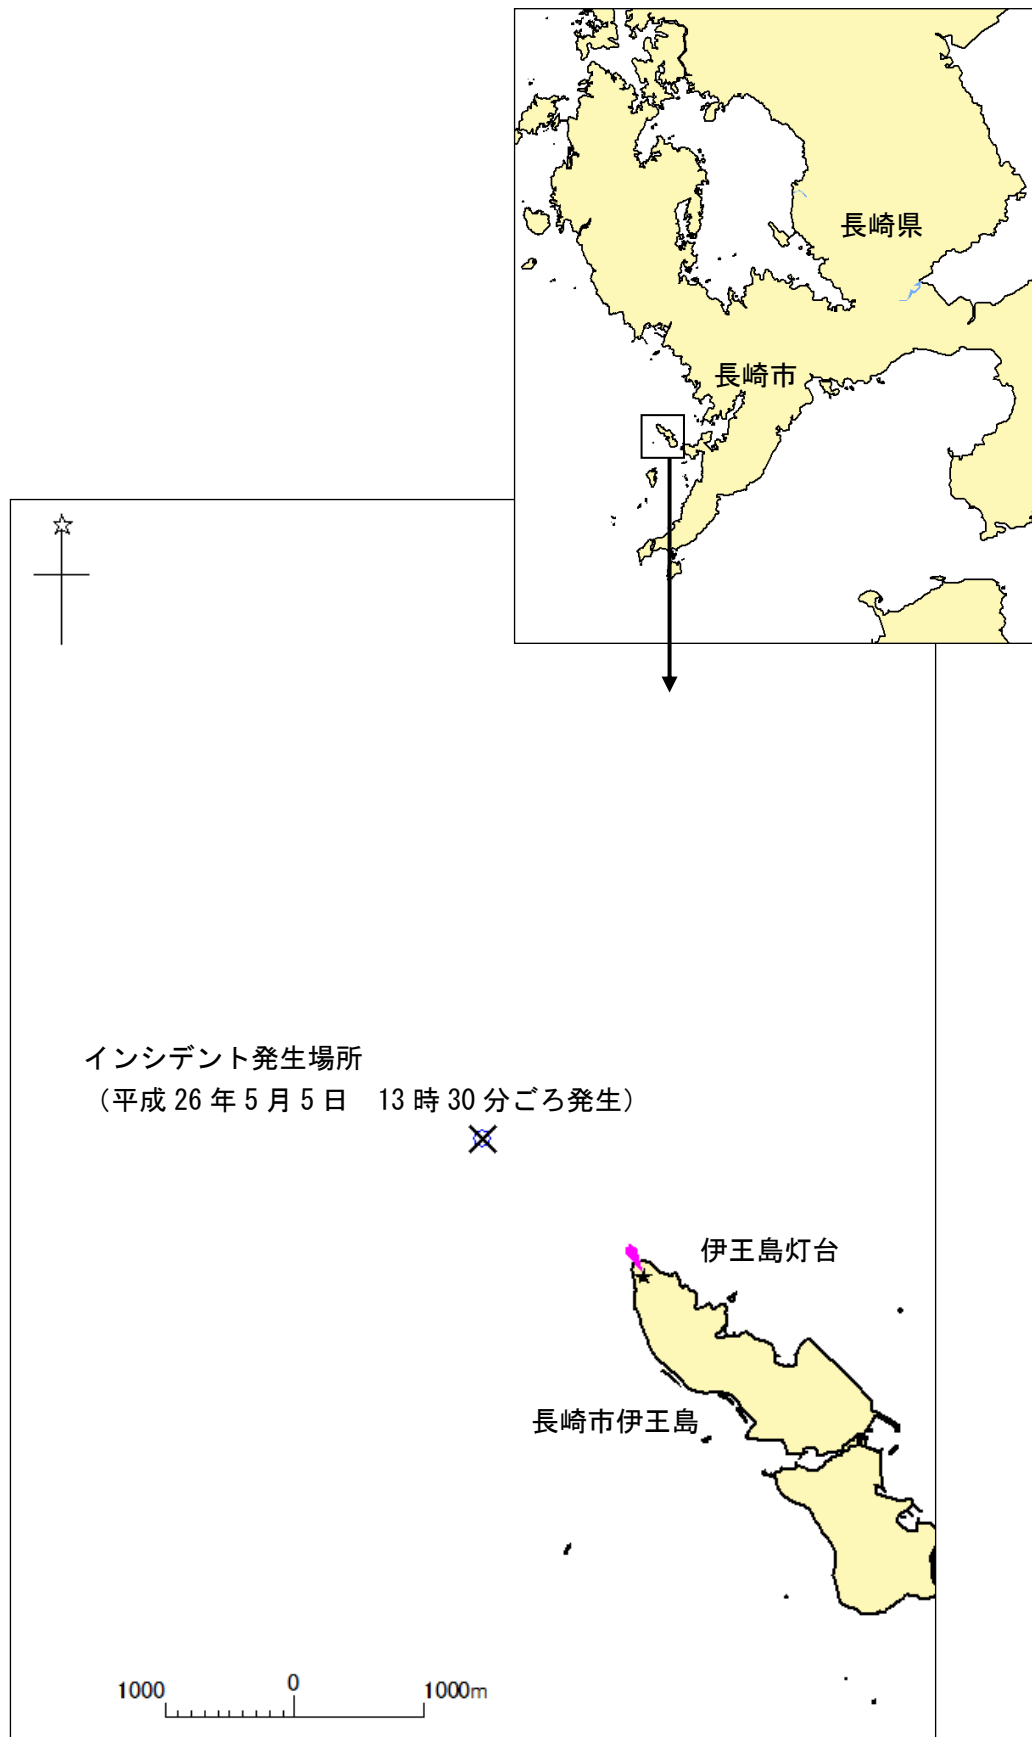 長崎県
長崎市
インシデント発生場所
（平成 26 年 5 月 5 日　13 時 30 分ごろ発生）
伊王島灯台
長崎市伊王島
1000 0 1000m